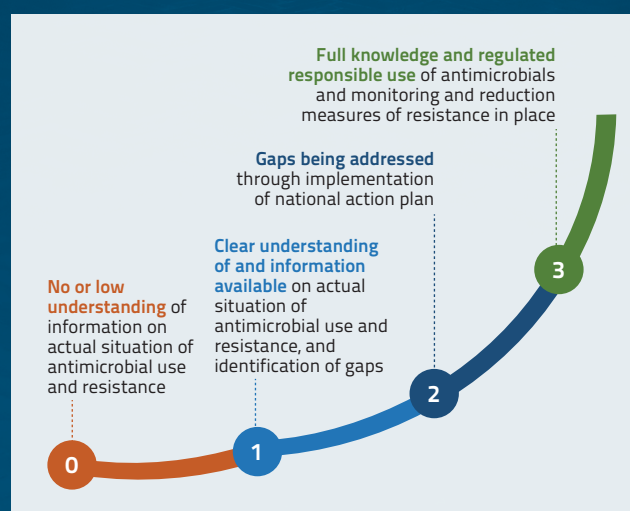 Full knowledge and regulated
responsible use of antimicrobials
and monitoring and reduction
measures of resistance in place
Gaps being addressed
through implementation
of national action plan
Clear understanding
of and information
available on actual
situation of
antimicrobial use and
resistance, and
identification of gaps
No or low
understanding of
information on
actual situation of
antimicrobial use
and resistance
0
1
2
3